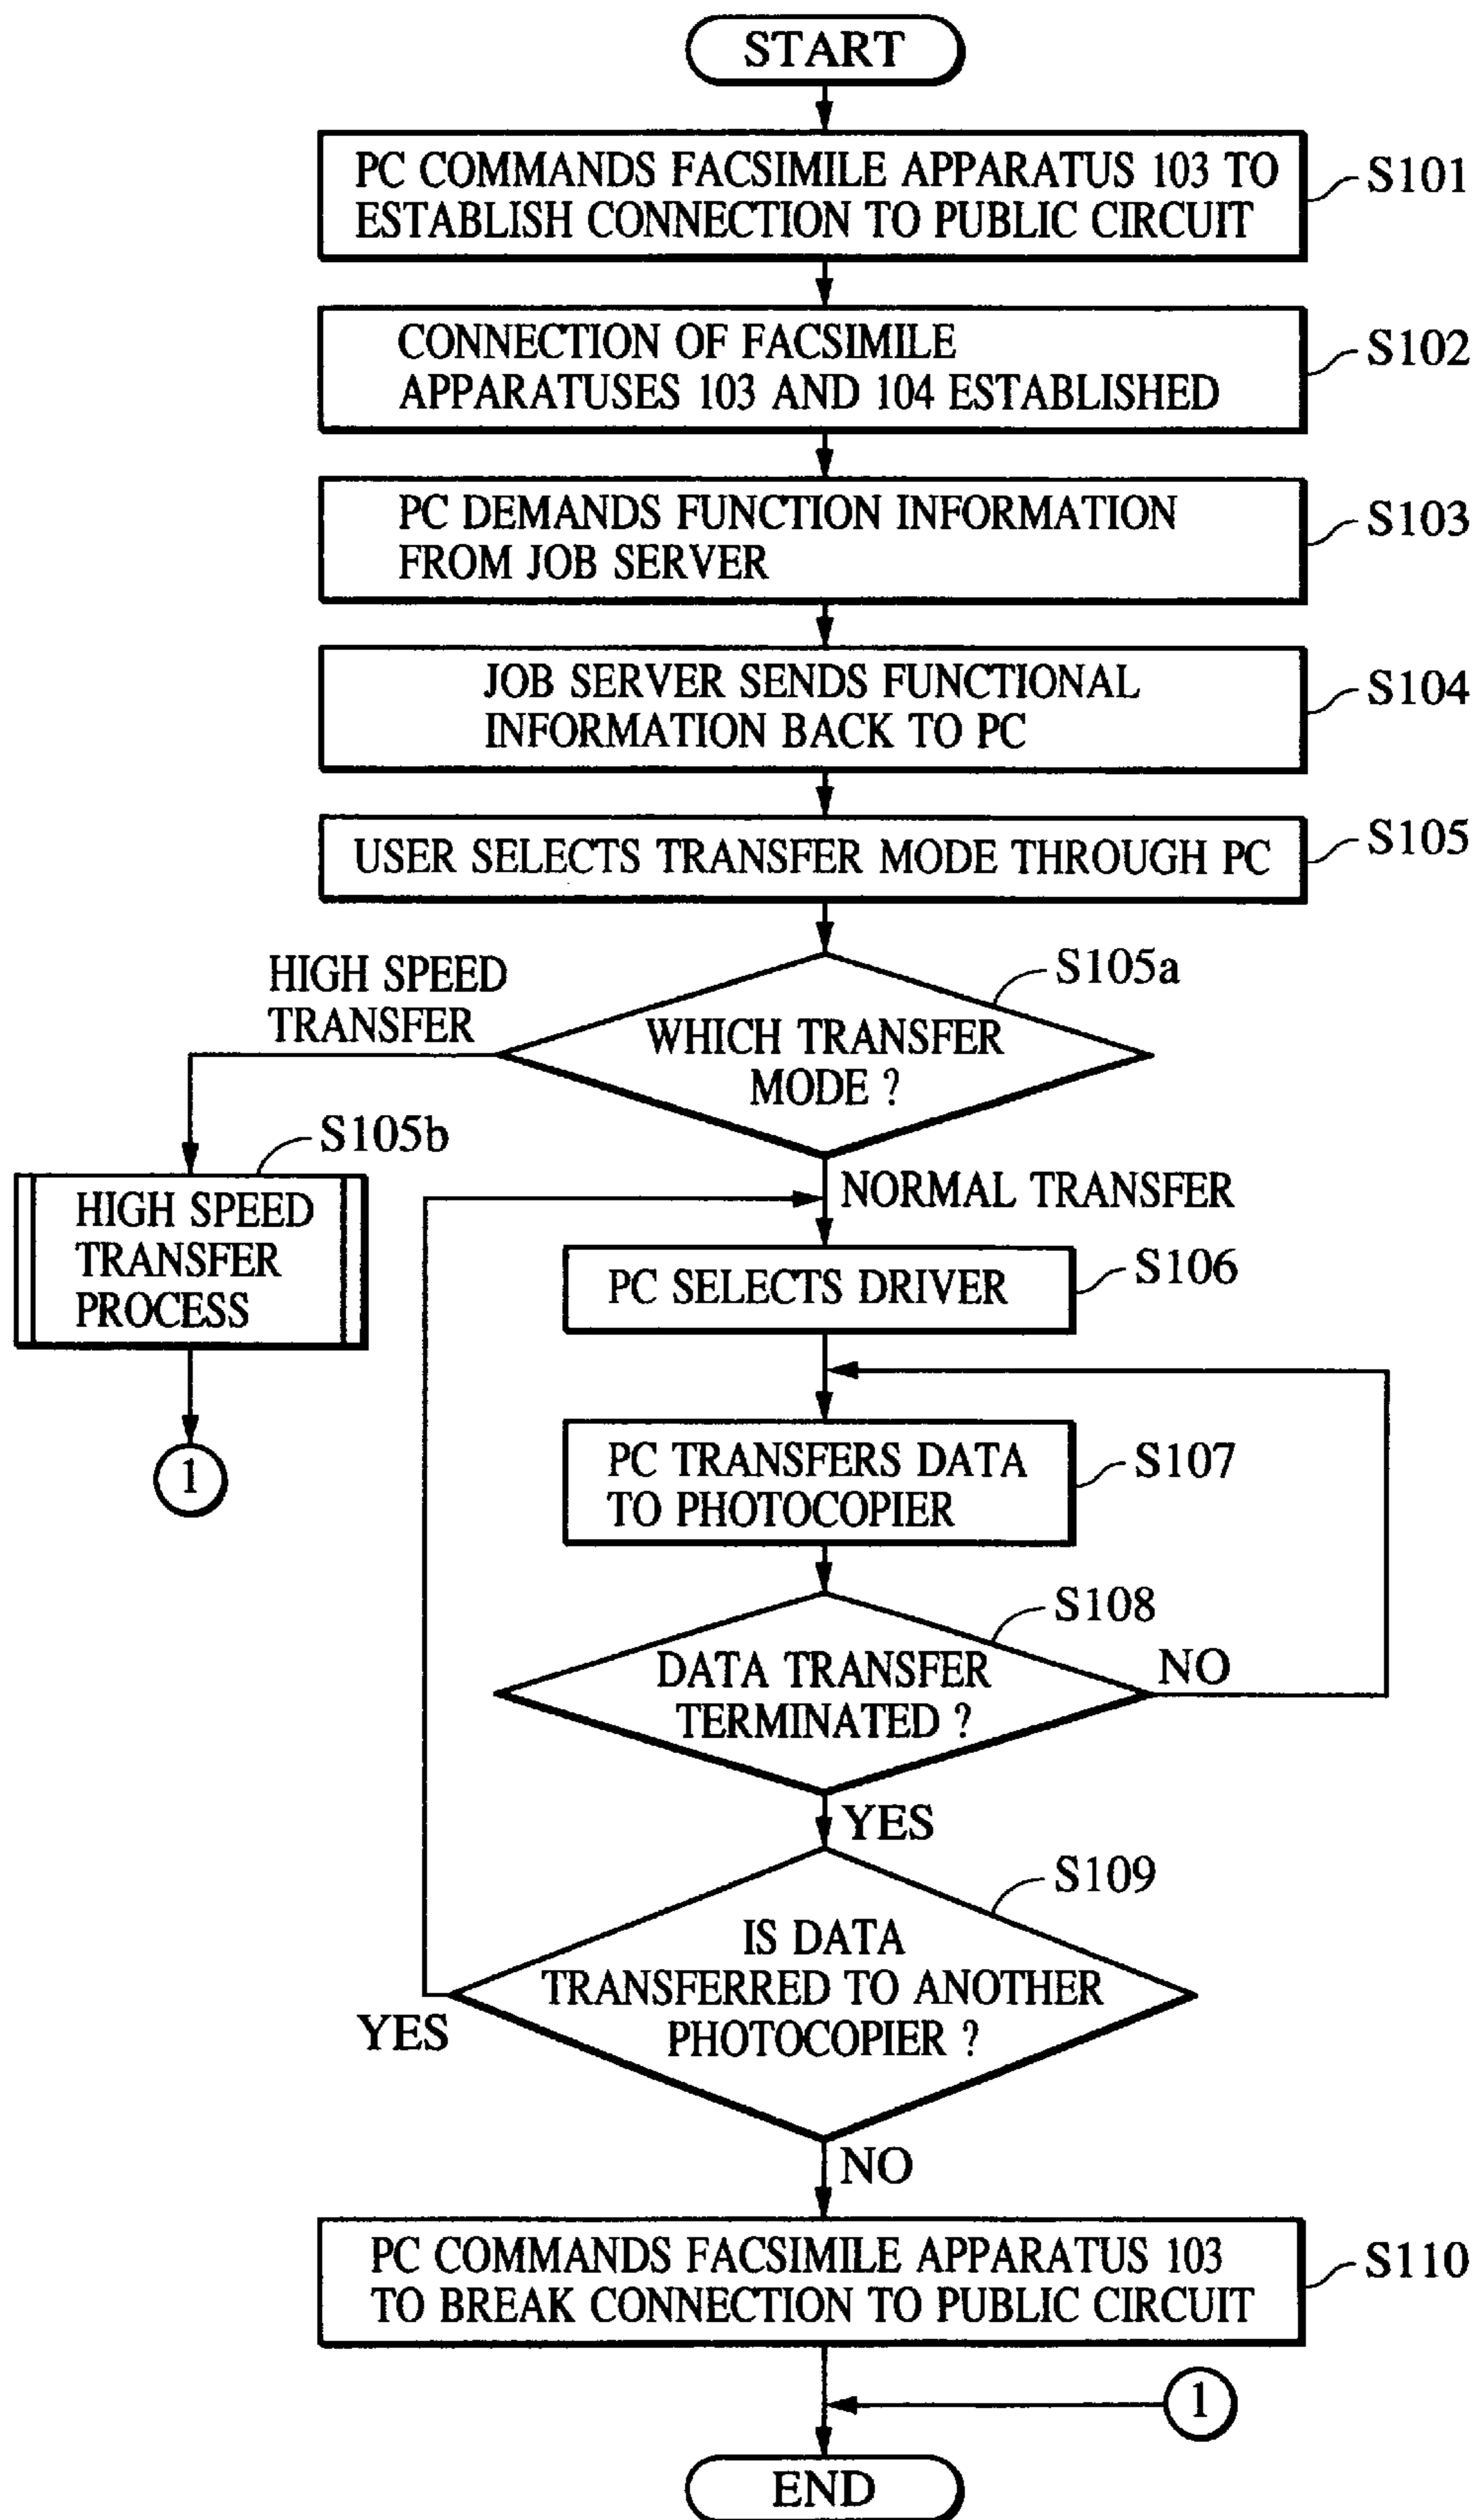 START
PC COMMANDS FACSIMILE APPARATUS 103 TO
ESTABLISH CONNECTION TO PUBLIC CIRCUIT
S101
CONNECTION OF FACSIMILE
APPARATUSES 103 AND 104 ESTABLISHED
S102
PC DEMANDS FUNCTION INFORMATION
FROM JOB SERVER
S103
JOB SERVER SENDS FUNCTIONAL
INFORMATION BACK TO PC
S104
USER SELECTS TRANSFER MODE THROUGH PC
S105
HIGH SPEED
TRANSFER
S105a
WHICH TRANSFER
MODE ?
S105b
HIGH SPEED
TRANSFER
PROCESS
1
NORMAL TRANSFER
PC SELECTS DRIVER
S106
PC TRANSFERS DATA
TO PHOTOCOPIER
S107
S108
DATA TRANSFER
TERMINATED ?
NO
YES
S109
IS DATA
TRANSFERRED TO ANOTHER
PHOTOCOPIER ?
YES
NO
PC COMMANDS FACSIMILE APPARATUS 103
TO BREAK CONNECTION TO PUBLIC CIRCUIT
S110
1
END